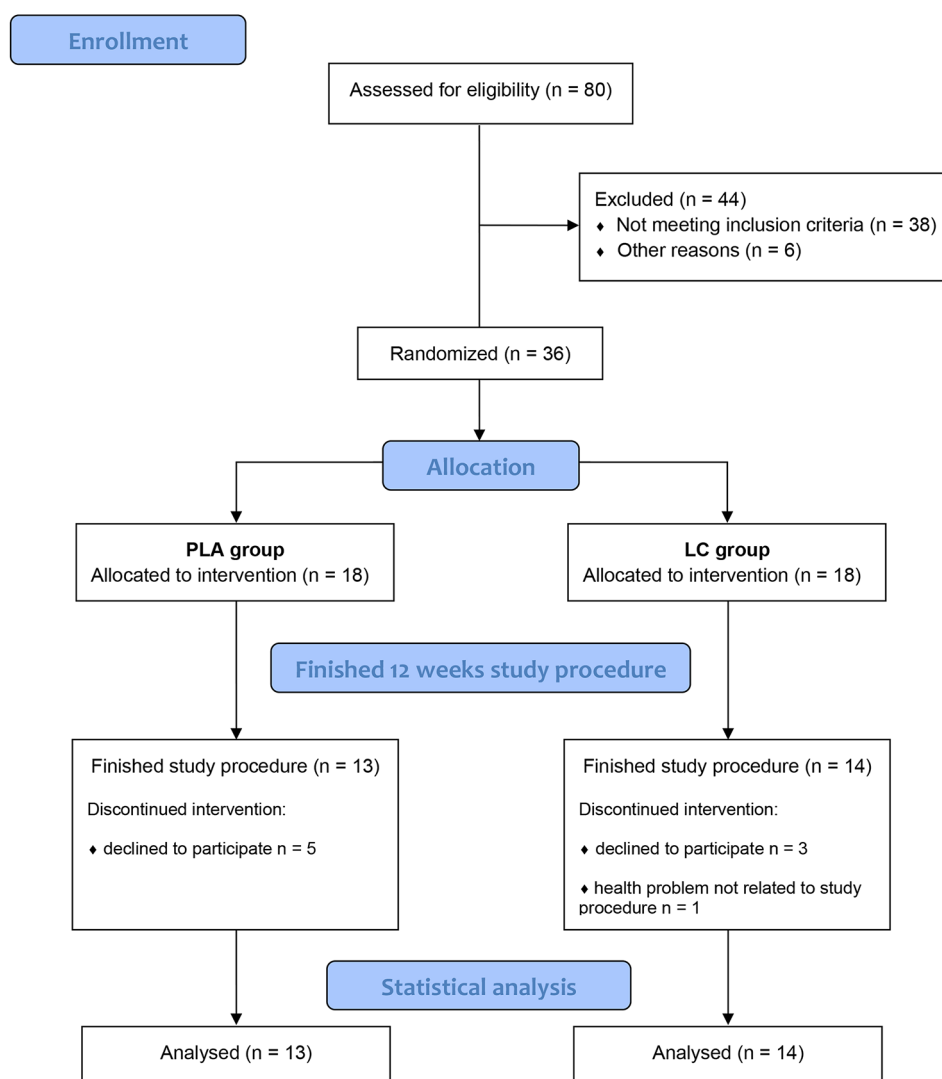 Enrollment
Assessed for eligibility (n = 80)
Excluded (n = 44)
♦ Not meeting inclusion criteria (n = 38)
♦ Other reasons (n = 6)
Randomized (n = 36)
Allocation
PLA group
Allocated to intervention (n = 18)
LC group
Allocated to intervention (n = 18)
Finished 12 weeks study procedure
Finished study procedure (n = 13)
Discontinued intervention:
♦ declined to participate n = 5
Finished study procedure (n = 14)
Discontinued intervention:
♦ declined to participate n = 3
♦ health problem not related to study
procedure n = 1
Statistical analysis
Analysed (n = 13)
Analysed (n = 14)